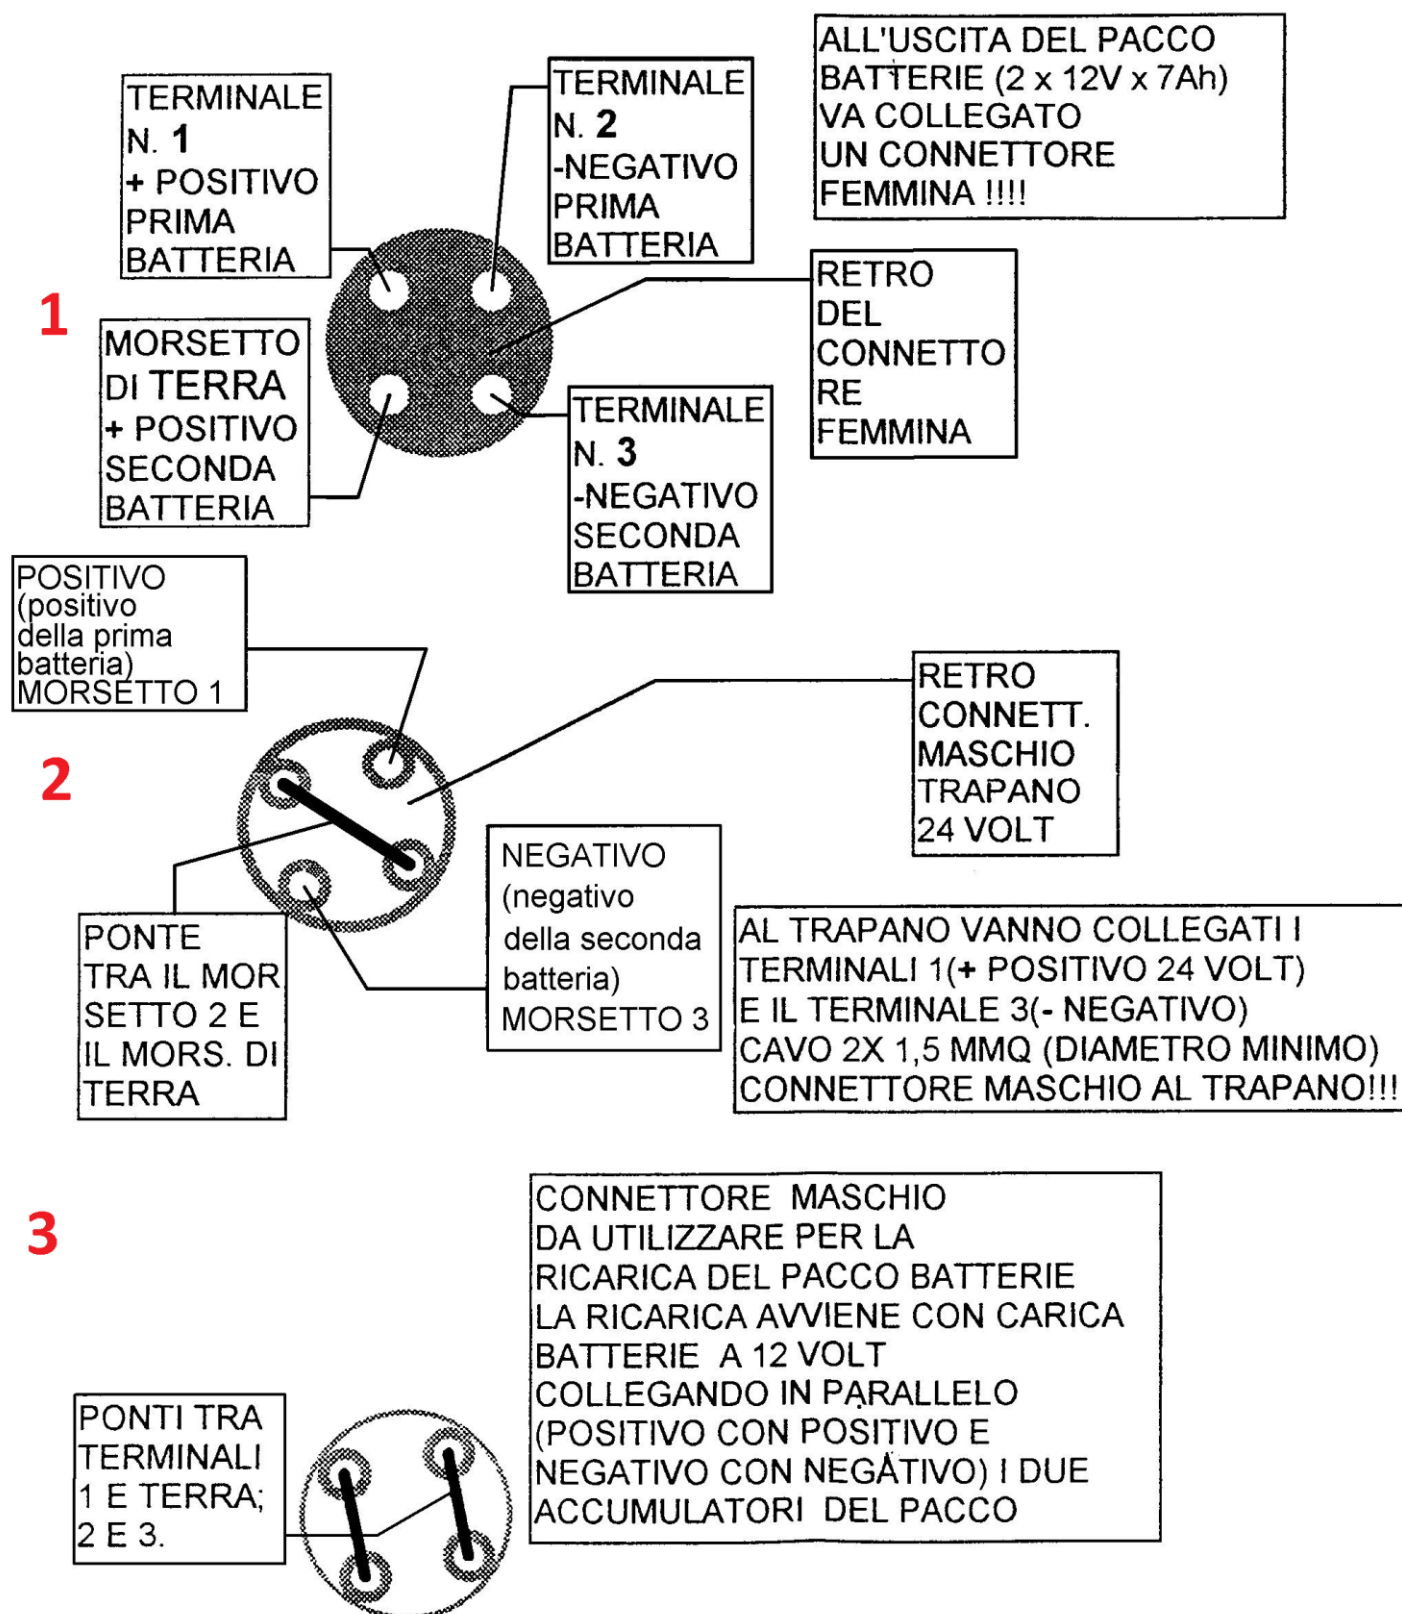 TERMINALE
N. 1
+ POSITIVO
PRIMA
BATTERIA
TERMINALE
N. 2
-NEGATIVO
PRIMA
BATTERIA
ALL'USCITA DEL PACCO
BATTERIE (2 x 12V x 7Ah)
VA COLLEGATO
UN CONNETTORE
FEMMINA !!!!
1
MORSETTO
DI TERRA
+ POSITIVO
SECONDA
BATTERIA
TERMINALE
N. 3
-NEGATIVO
SECONDA
BATTERIA
RETRO
DEL
CONNETTO
RE
FEMMINA
POSITIVO
(positivo
della prima
batteria)
MORSETTO 1
2
RETRO
CONNETT.
MASCHIO
TRAPANO
24 VOLT
PONTE
TRA IL MOR
SETTO 2 E
IL MORS. DI
TERRA
NEGATIVO
(negativo
della seconda
batteria)
MORSETTO 3
AL TRAPANO VANNO COLLEGATI I
TERMINALI 1(+ POSITIVO 24 VOLT)
E IL TERMINALE 3(- NEGATIVO)
CAVO 2X 1,5 MMQ (DIAMETRO MINIMO)
CONNETTORE MASCHIO AL TRAPANO!!!
3
CONNETTORE MASCHIO
DA UTILIZZARE PER LA
RICARICA DEL PACCO BATTERIE
LA RICARICA AVVIENE CON CARICA
BATTERIE A 12 VOLT
COLLEGANDO IN PARALLELO
(POSITIVO CON POSITIVO E
NEGATIVO CON NEGATIVO) I DUE
ACCUMULATORI DEL PACCO
PONTI TRA
TERMINALI
1 E TERRA;
2 E 3.